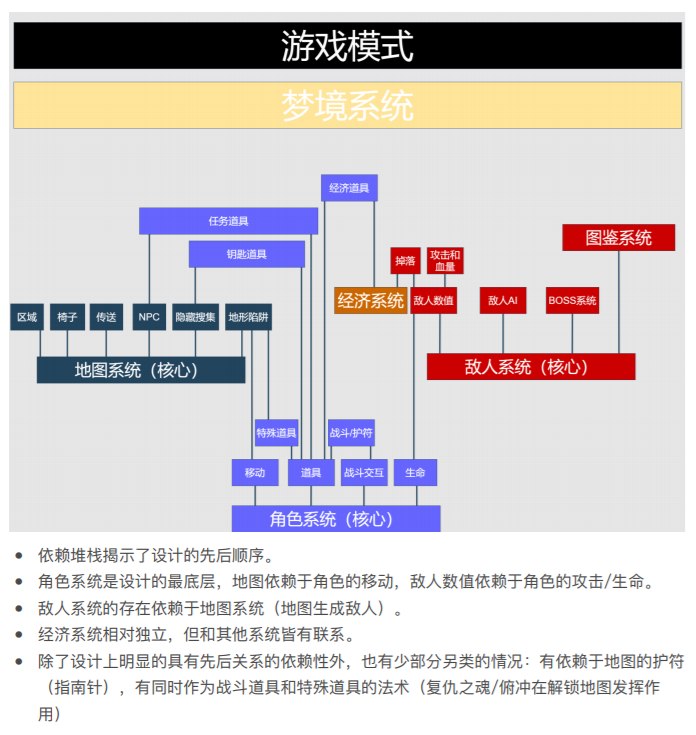 游戏模式
梦境系统
经济道具
任务道具
图鉴系统
钥匙道具
掉落
攻击和
血量
经济系统
敌人数值
敌人AI
BOSS系统
区域
椅子
传送
NPC
隐藏搜集
地形陷阱
地图系统（核心）
敌人系统（核心）
特殊道具
战斗/护符
移动
道具
战斗交互
生命
角色系统（核心）
● 依赖堆栈揭示了设计的先后顺序。
● 角色系统是设计的最底层，地图依赖于角色的移动，敌人数值依赖于角色的攻击/生命。
● 敌人系统的存在依赖于地图系统（地图生成敌人）。
● 经济系统相对独立，但和其他系统皆有联系。
● 除了设计上明显的具有先后关系的依赖性外，也有少部分另类的情况：有依赖于地图的护符
（指南针），有同时作为战斗道具和特殊道具的法术（复仇之魂/俯冲在解锁地图发挥作
用）